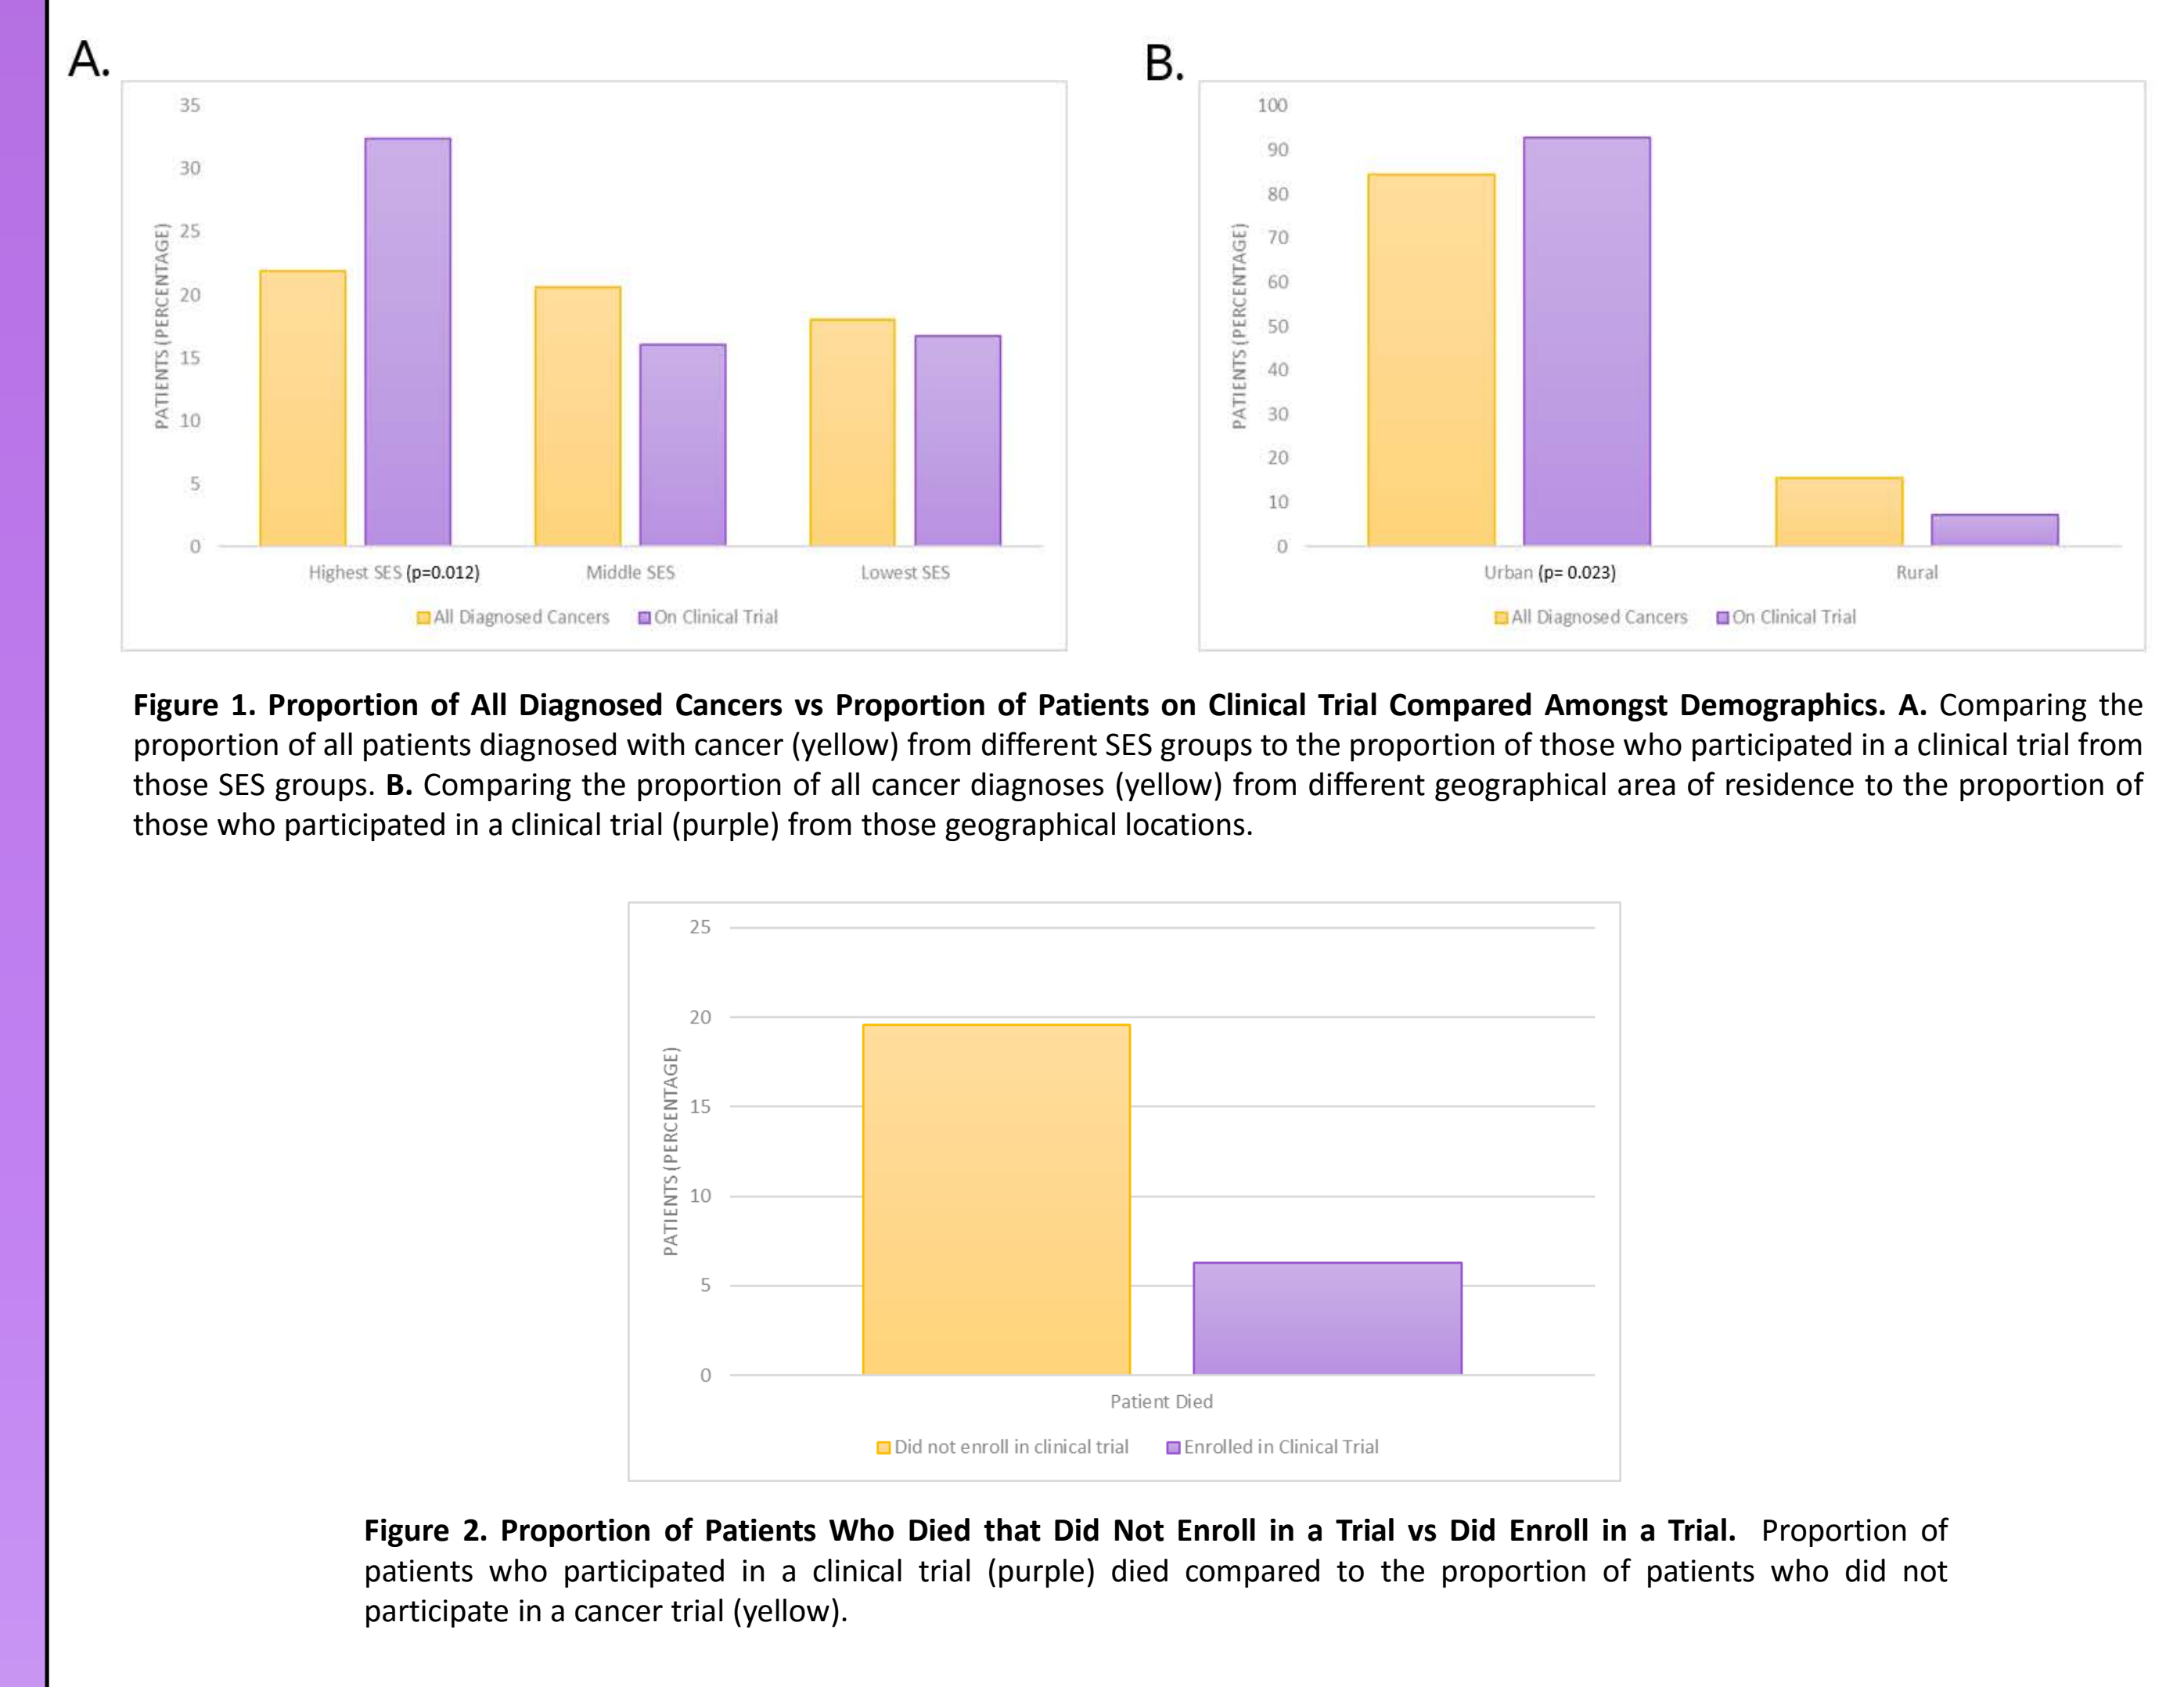 A.
35
30
25
20
15
10
5
0
PATIENTS (PERCENTAGE)
Highest SES (p=0.012)
Middle SES
Lowest SES
All Diagnosed Cancers
On Clinical Trial
B.
100
90
80
70
60
50
40
30
20
10
0
PATIENTS (PERCENTAGE)
Urban (p= 0.023)
Rural
All Diagnosed Cancers
On Clinical Trial
Figure 1. Proportion of All Diagnosed Cancers vs Proportion of Patients on Clinical Trial Compared Amongst Demographics. A. Comparing the
proportion of all patients diagnosed with cancer (yellow) from different SES groups to the proportion of those who participated in a clinical trial from
those SES groups. B. Comparing the proportion of all cancer diagnoses (yellow) from different geographical area of residence to the proportion of
those who participated in a clinical trial (purple) from those geographical locations.
25
20
15
10
5
0
PATIENTS (PERCENTAGE)
Patient Died
Did not enroll in clinical trial
Enrolled in Clinical Trial
Figure 2. Proportion of Patients Who Died that Did Not Enroll in a Trial vs Did Enroll in a Trial. Proportion of
patients who participated in a clinical trial (purple) died compared to the proportion of patients who did not
participate in a cancer trial (yellow).